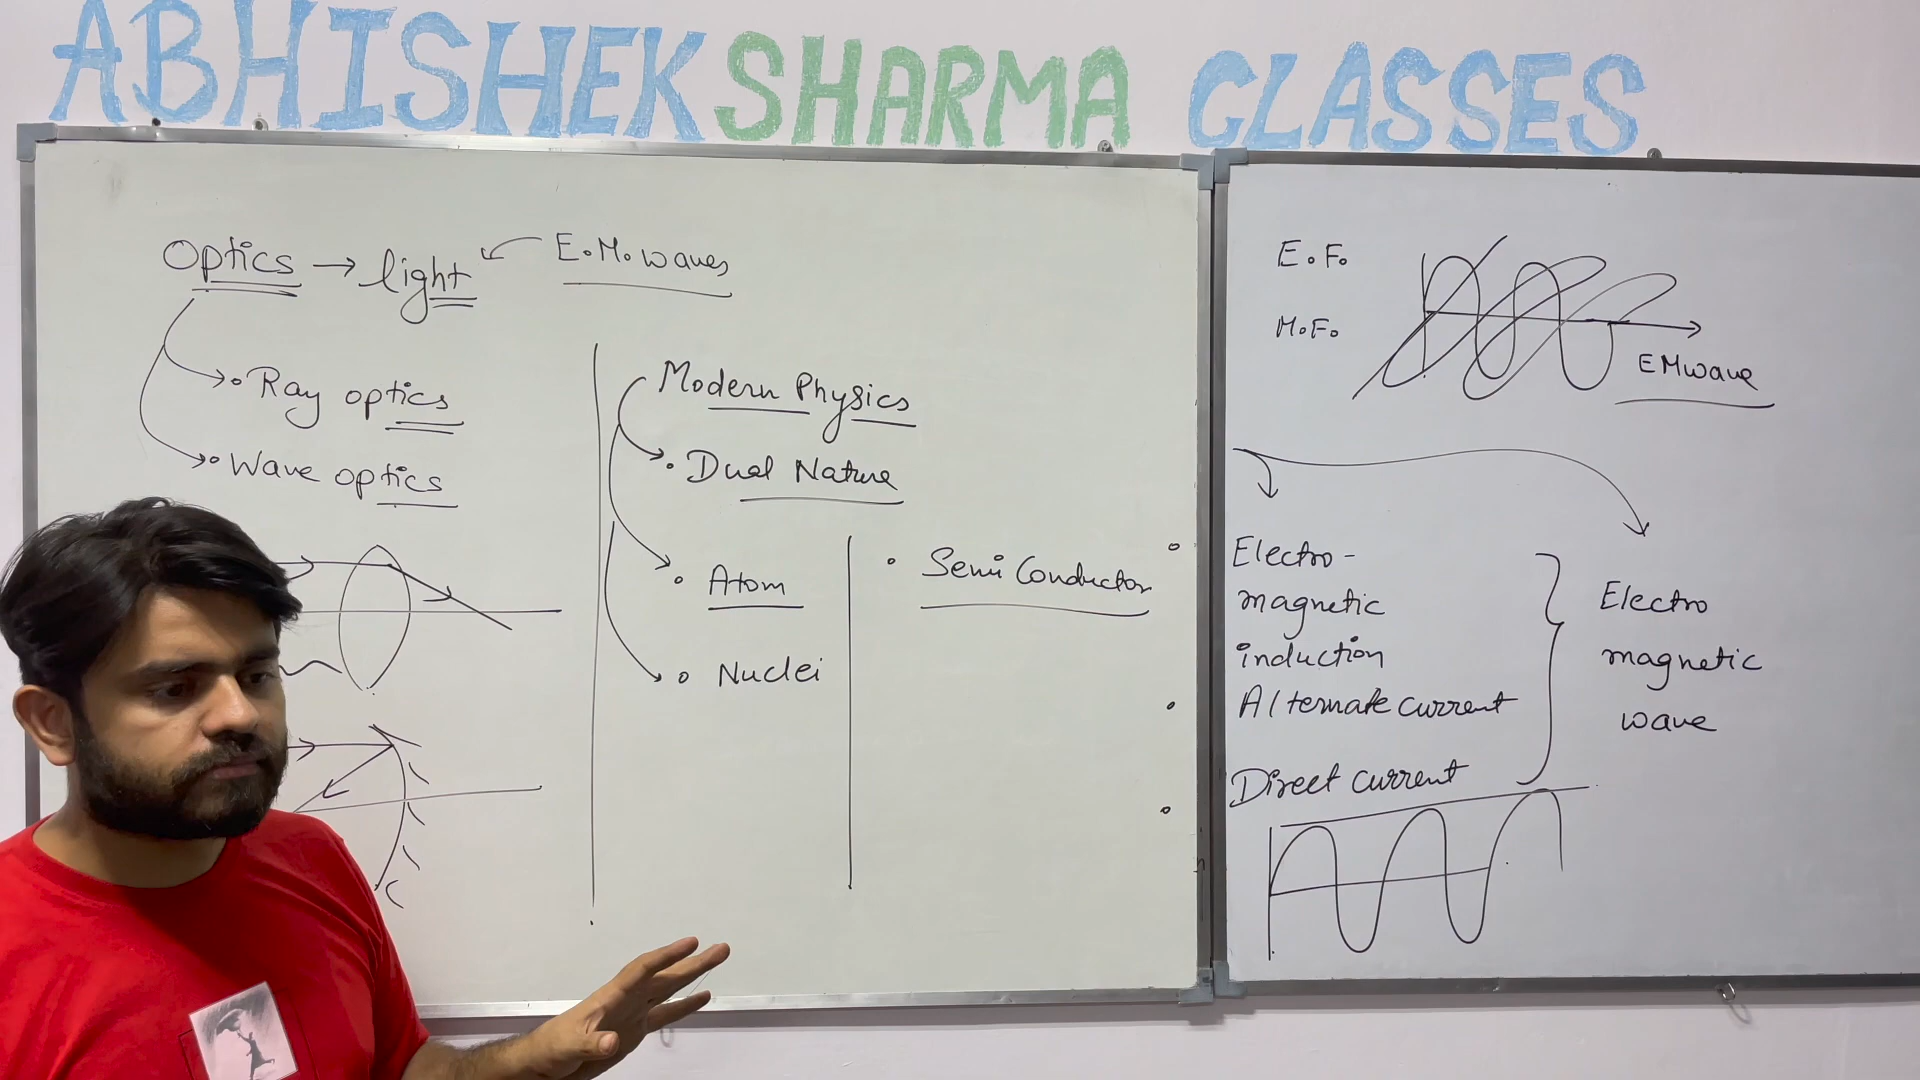 ABHISHEK SHARMA CLASSES
Optics → light
E.M. waves
Ray optics
Wave optics
Modern Physics
Dual Nature
Atom
Nuclei
Semi Conductor
E.F.
M.F.
EM wave
Electro-
magnetic
induction
Alternate current
Direct current
Electro
magnetic
wave